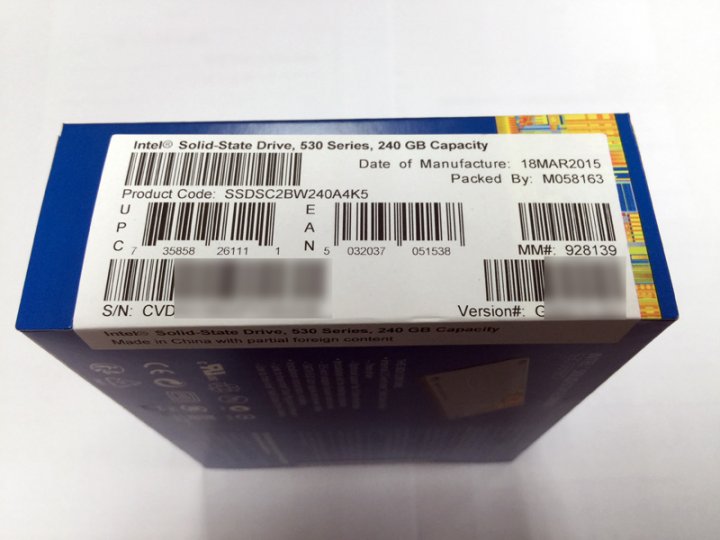 Intel® Solid-State Drive, 530 Series, 240 GB Capacity
Date of Manufacture: 18MAR2015
Packed By: M058163
Product Code: SSDSC2BW240A4K5
UPC 7 35858 26111 1
EAN 5 032037 051538
MM#: 928139
S/N: CVD
Version#: G
Intel® Solid-State Drive, 530 Series, 240 GB Capacity
Made in China with partial foreign content